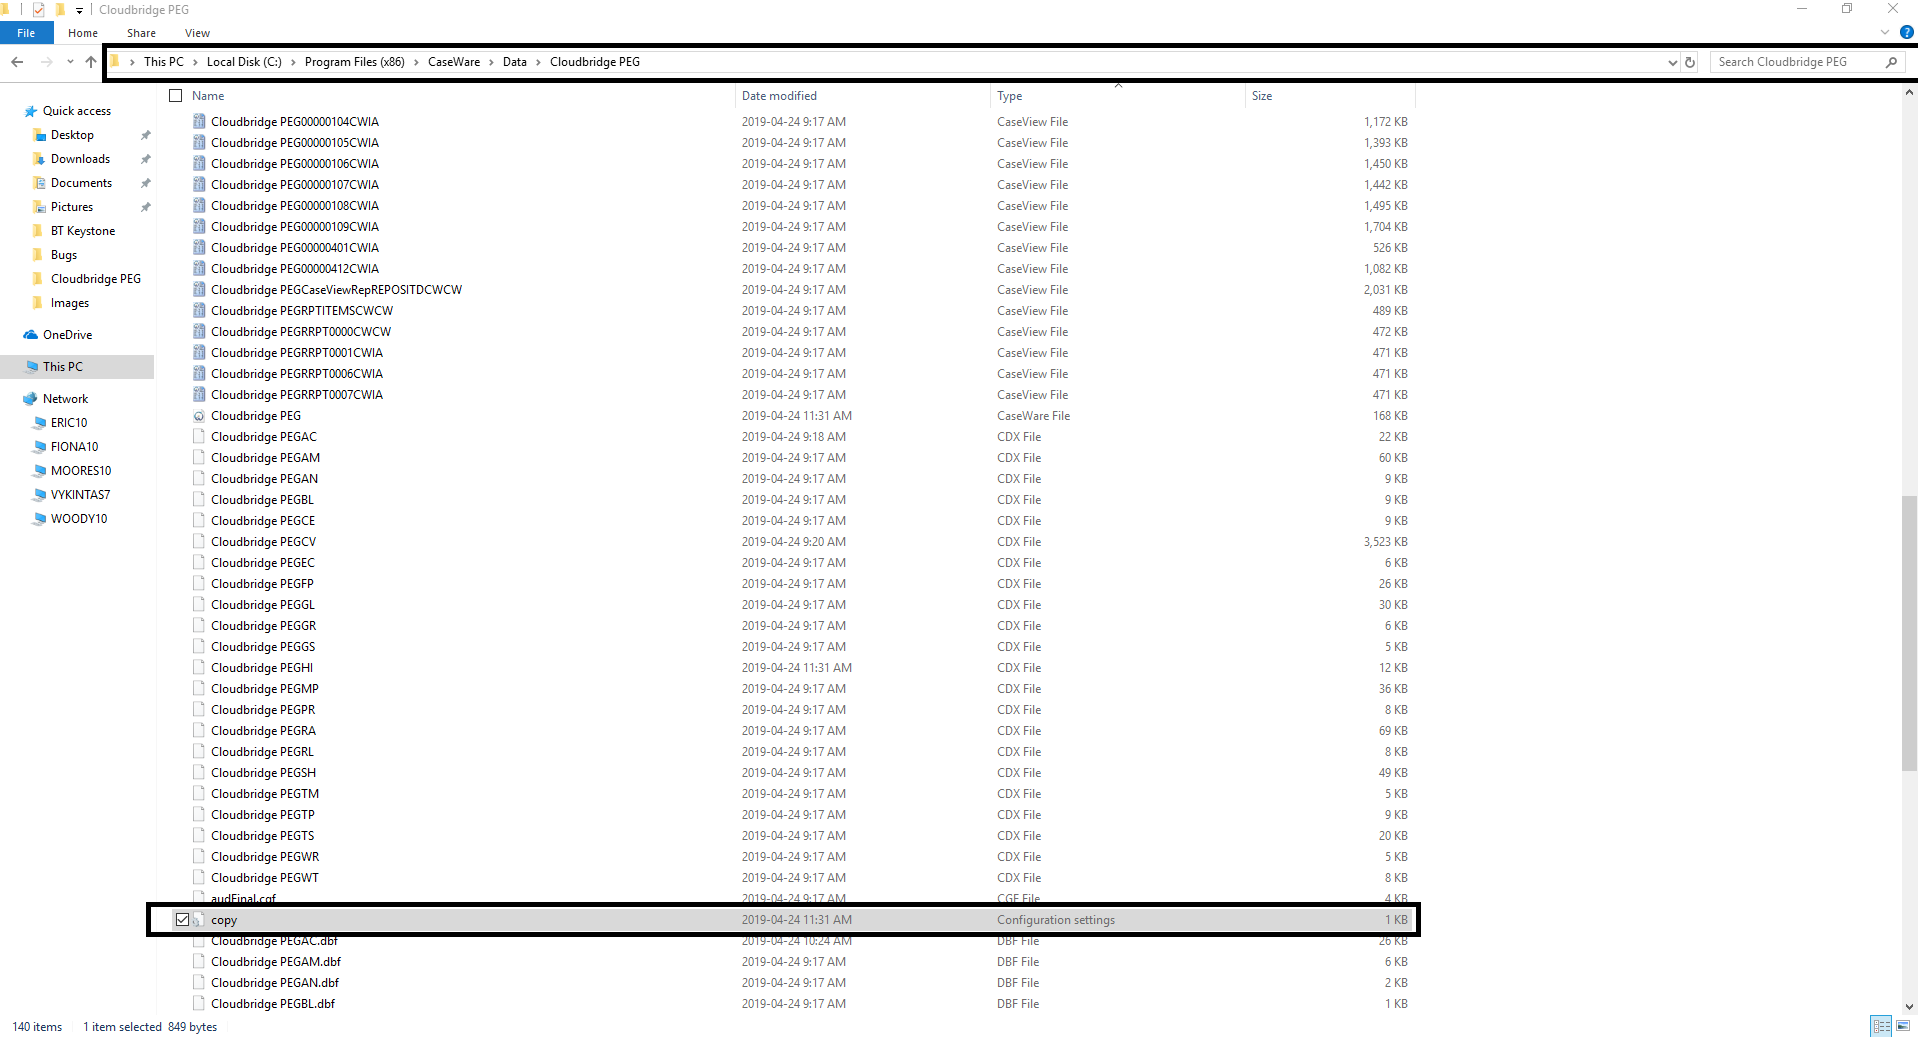 Cloudbridge PEG
File Home Share View
This PC Local Disk (C:) Program Files (x86) CaseWare Data Cloudbridge PEG Search Cloudbridge PEG
Quick access
Desktop
Downloads
Documents
Pictures
BT Keystone
Bugs
Cloudbridge PEG
Images
OneDrive
This PC
Network
ERIC10
FIONA10
MOORES10
VYKINTAS7
WOODY10
Name Date modified Type Size
Cloudbridge PEG00000104CWIA 2019-04-24 9:17 AM CaseView File 1,172 KB
Cloudbridge PEG00000105CWIA 2019-04-24 9:17 AM CaseView File 1,393 KB
Cloudbridge PEG00000106CWIA 2019-04-24 9:17 AM CaseView File 1,450 KB
Cloudbridge PEG00000107CWIA 2019-04-24 9:17 AM CaseView File 1,442 KB
Cloudbridge PEG00000108CWIA 2019-04-24 9:17 AM CaseView File 1,495 KB
Cloudbridge PEG00000109CWIA 2019-04-24 9:17 AM CaseView File 1,704 KB
Cloudbridge PEG00000401CWIA 2019-04-24 9:17 AM CaseView File 526 KB
Cloudbridge PEG00000412CWIA 2019-04-24 9:17 AM CaseView File 1,082 KB
Cloudbridge PEGCaseViewRepREPOSITDCWCW 2019-04-24 9:17 AM CaseView File 2,031 KB
Cloudbridge PEGRPTITEMSCWCW 2019-04-24 9:17 AM CaseView File 489 KB
Cloudbridge PEGRRPT0000CWCW 2019-04-24 9:17 AM CaseView File 472 KB
Cloudbridge PEGRRPT0001CWIA 2019-04-24 9:17 AM CaseView File 471 KB
Cloudbridge PEGRRPT0006CWIA 2019-04-24 9:17 AM CaseView File 471 KB
Cloudbridge PEGRRPT0007CWIA 2019-04-24 9:17 AM CaseView File 471 KB
Cloudbridge PEG 2019-04-24 11:31 AM CaseWare File 168 KB
Cloudbridge PEGAC 2019-04-24 9:18 AM CDX File 22 KB
Cloudbridge PEGAM 2019-04-24 9:17 AM CDX File 60 KB
Cloudbridge PEGAN 2019-04-24 9:17 AM CDX File 9 KB
Cloudbridge PEGBL 2019-04-24 9:17 AM CDX File 9 KB
Cloudbridge PEGCE 2019-04-24 9:17 AM CDX File 9 KB
Cloudbridge PEGCV 2019-04-24 9:20 AM CDX File 3,523 KB
Cloudbridge PEGEC 2019-04-24 9:17 AM CDX File 6 KB
Cloudbridge PEGFP 2019-04-24 9:17 AM CDX File 26 KB
Cloudbridge PEGGL 2019-04-24 9:17 AM CDX File 30 KB
Cloudbridge PEGGR 2019-04-24 9:17 AM CDX File 6 KB
Cloudbridge PEGGS 2019-04-24 9:17 AM CDX File 5 KB
Cloudbridge PEGHI 2019-04-24 11:31 AM CDX File 12 KB
Cloudbridge PEGMP 2019-04-24 9:17 AM CDX File 36 KB
Cloudbridge PEGPR 2019-04-24 9:17 AM CDX File 8 KB
Cloudbridge PEGRA 2019-04-24 9:17 AM CDX File 69 KB
Cloudbridge PEGRL 2019-04-24 9:17 AM CDX File 8 KB
Cloudbridge PEGSH 2019-04-24 9:17 AM CDX File 49 KB
Cloudbridge PEGTM 2019-04-24 9:17 AM CDX File 5 KB
Cloudbridge PEGTP 2019-04-24 9:17 AM CDX File 9 KB
Cloudbridge PEGTS 2019-04-24 9:17 AM CDX File 20 KB
Cloudbridge PEGWR 2019-04-24 9:17 AM CDX File 5 KB
Cloudbridge PEGWT 2019-04-24 9:17 AM CDX File 8 KB
audFinal.cgf 2019-04-24 9:17 AM CGF File 4 KB
copy 2019-04-24 11:31 AM Configuration settings 1 KB
Cloudbridge PEGAC.dbf 2019-04-24 10:24 AM DBF File 26 KB
Cloudbridge PEGAM.dbf 2019-04-24 9:17 AM DBF File 6 KB
Cloudbridge PEGAN.dbf 2019-04-24 9:17 AM DBF File 2 KB
Cloudbridge PEGBL.dbf 2019-04-24 9:17 AM DBF File 1 KB
140 items 1 item selected 849 bytes